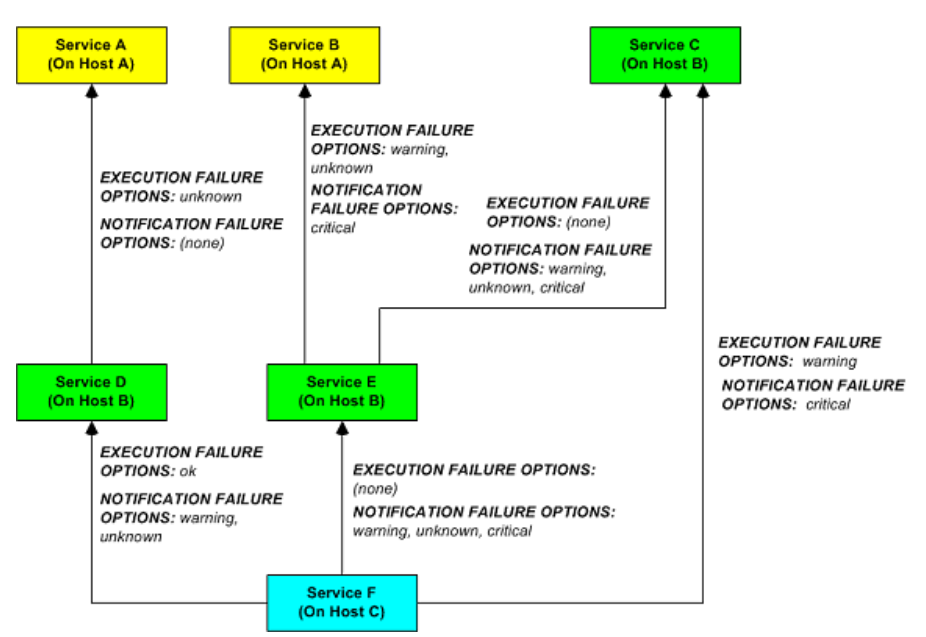 Service A
(On Host A)
Service B
(On Host A)
Service C
(On Host B)
EXECUTION FAILURE
OPTIONS: unknown
NOTIFICATION FAILURE
OPTIONS: (none)
EXECUTION FAILURE
OPTIONS: warning,
unknown
NOTIFICATION
FAILURE OPTIONS:
critical
EXECUTION FAILURE
OPTIONS: (none)
NOTIFICATION FAILURE
OPTIONS: warning,
unknown, critical
EXECUTION FAILURE
OPTIONS: warning
NOTIFICATION FAILURE
OPTIONS: critical
Service D
(On Host B)
Service E
(On Host B)
EXECUTION FAILURE
OPTIONS: ok
NOTIFICATION FAILURE
OPTIONS: warning,
unknown
EXECUTION FAILURE OPTIONS:
(none)
NOTIFICATION FAILURE OPTIONS:
warning, unknown, critical
Service F
(On Host C)